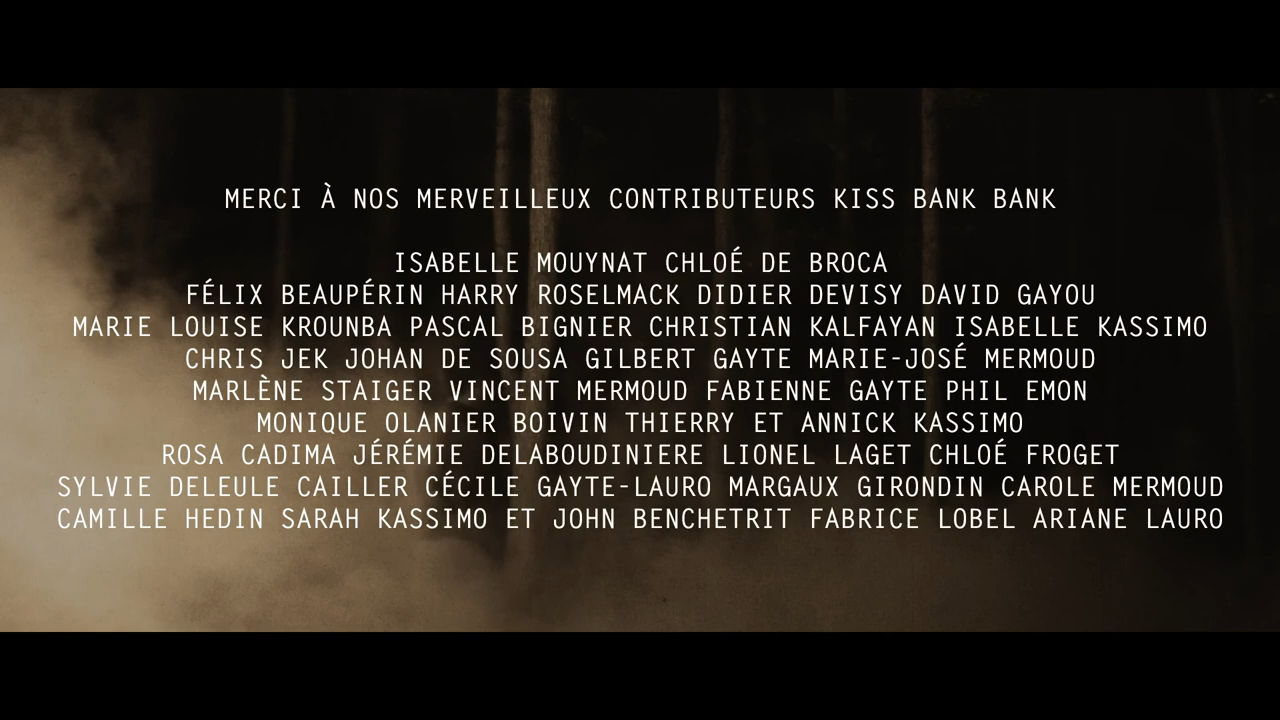 MERCI À NOS MERVEILLEUX CONTRIBUTEURS KISS BANK BANK
ISABELLE MOUYNAT CHLOÉ DE BROCA
FÉLIX BEAUPÉRIN HARRY ROSELMACK DIDIER DEVISY DAVID GAYOU
MARIE LOUISE KROUNBA PASCAL BIGNIER CHRISTIAN KALFAYAN ISABELLE KASSIMO
CHRIS JEK JOHAN DE SOUSA GILBERT GAYTE MARIE-JOSÉ MERMOUD
MARLÈNE STAIGER VINCENT MERMOUD FABIENNE GAYTE PHIL EMON
MONIQUE OLANIER BOIVIN THIERRY ET ANNICK KASSIMO
ROSA CADIMA JÉRÉMIE DELABOUDINIERE LIONEL LAGET CHLOÉ FROGET
SYLVIE DELEULE CAILLER CÉCILE GAYTE-LAURO MARGAUX GIRONDIN CAROLE MERMOUD
CAMILLE HEDIN SARAH KASSIMO ET JOHN BENCHETRIT FABRICE LOBEL ARIANE LAURO